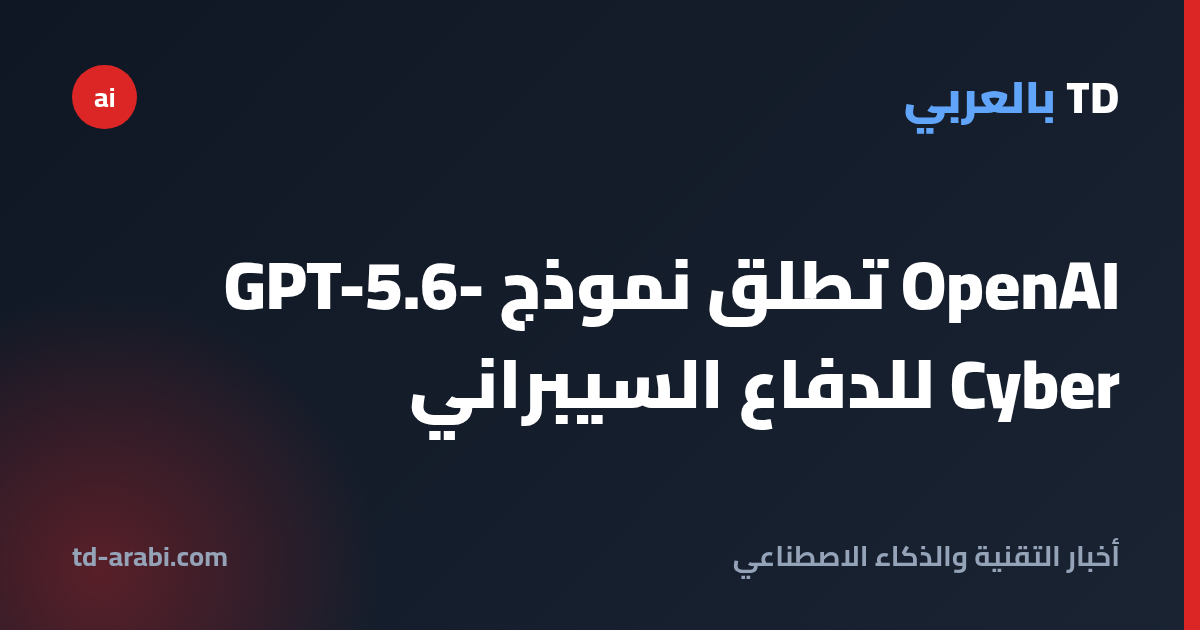 TD بالعربي
ai
OpenAI تطلق نموذج GPT-5.6-
Cyber للدفاع السيبراني
أخبار التقنية والذكاء الاصطناعي
td-arabi.com